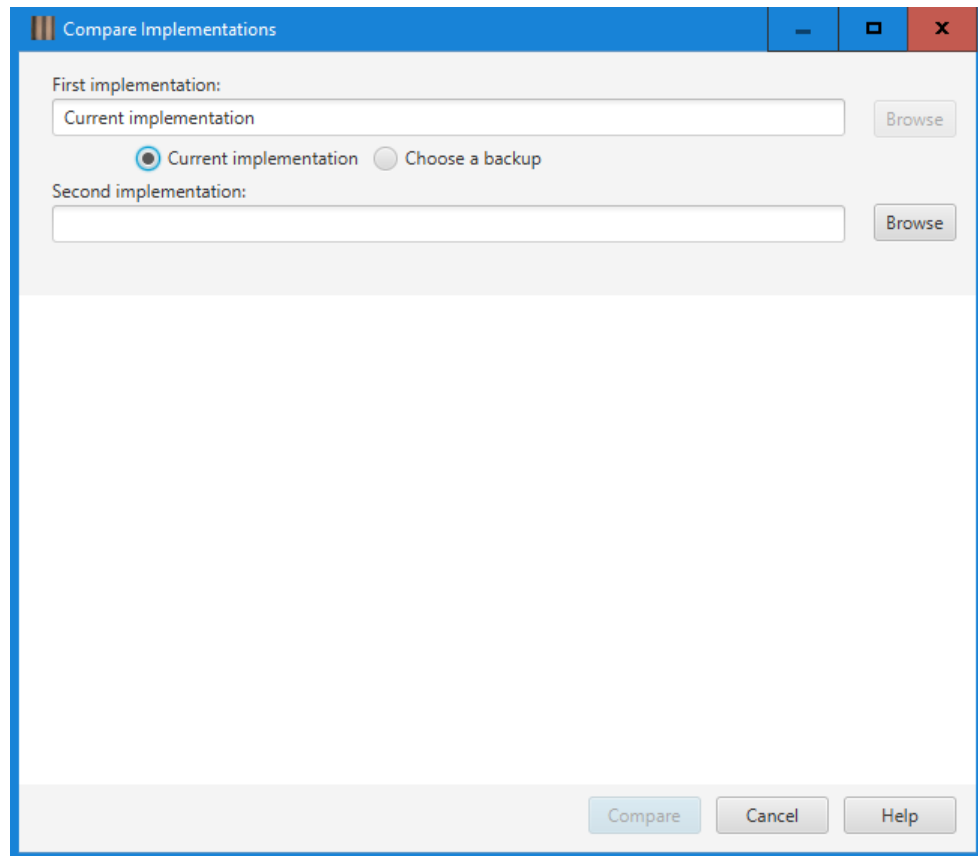 Compare Implementations
First implementation:
Current implementation
Browse
Current implementation
Choose a backup
Second implementation:
Browse
Compare
Cancel
Help